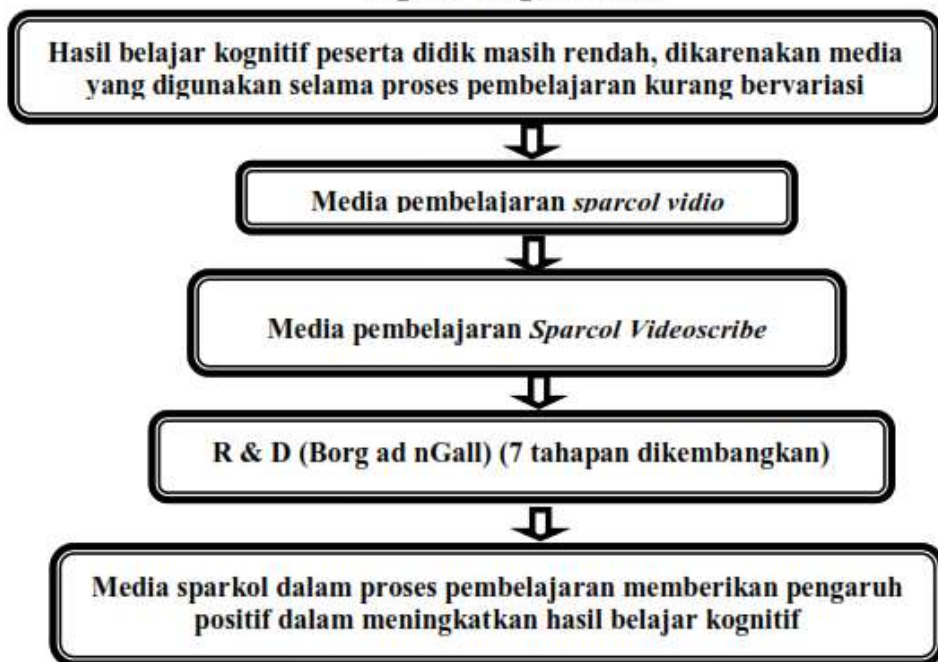 Hasil belajar kognitif peserta didik masih rendah, dikarenakan media
yang digunakan selama proses pembelajaran kurang bervariasi
Media pembelajaran sparcol vidio
Media pembelajaran Sparcol Videoscribe
R & D (Borg ad nGall) (7 tahapan dikembangkan)
Media sparkol dalam proses pembelajaran memberikan pengaruh
positif dalam meningkatkan hasil belajar kognitif